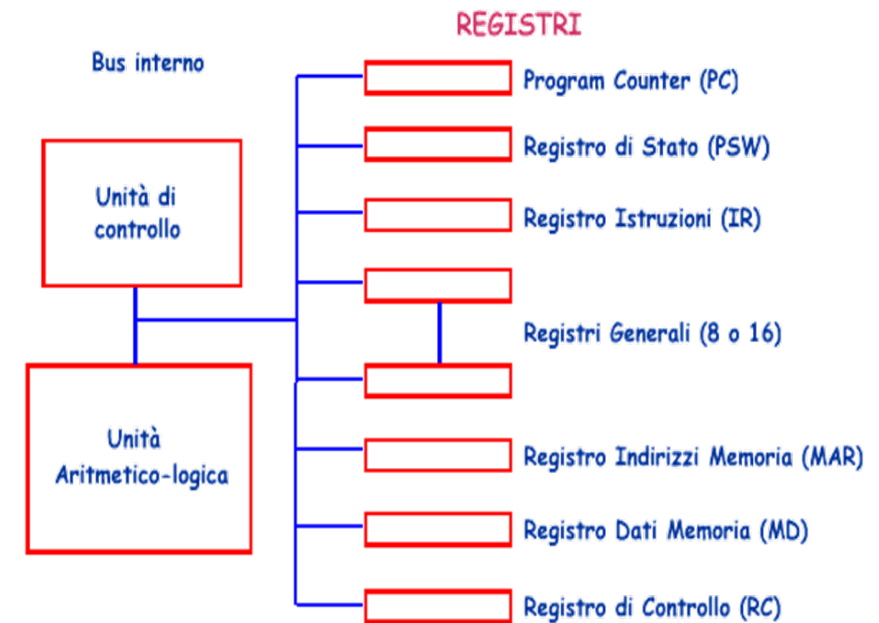 REGISTRI
Bus interno
Program Counter (PC)
Registro di Stato (PSW)
Unità di
controllo
Registro Istruzioni (IR)
Registri Generali (8 o 16)
Unità
Aritmetico-logica
Registro Indirizzi Memoria (MAR)
Registro Dati Memoria (MD)
Registro di Controllo (RC)